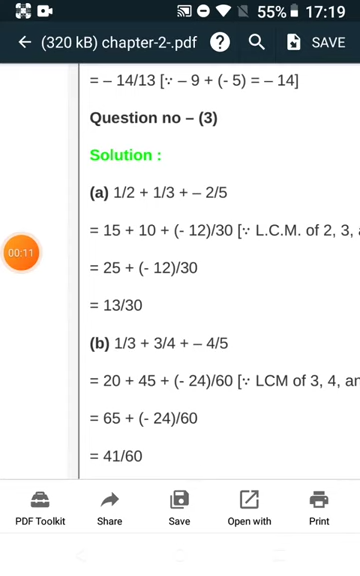 55% 17:19
(320 kB) chapter-2-.pdf ? SAVE
= – 14/13 [∵ – 9 + (- 5) = – 14]
Question no – (3)
Solution :
(a) 1/2 + 1/3 + – 2/5
= 15 + 10 + (- 12)/30 [∵ L.C.M. of 2, 3,
00:11
= 25 + (- 12)/30
= 13/30
(b) 1/3 + 3/4 + – 4/5
= 20 + 45 + (- 24)/60 [∵ LCM of 3, 4,
= 65 + (- 24)/60
= 41/60
PDF Toolkit Share Save Open with Print